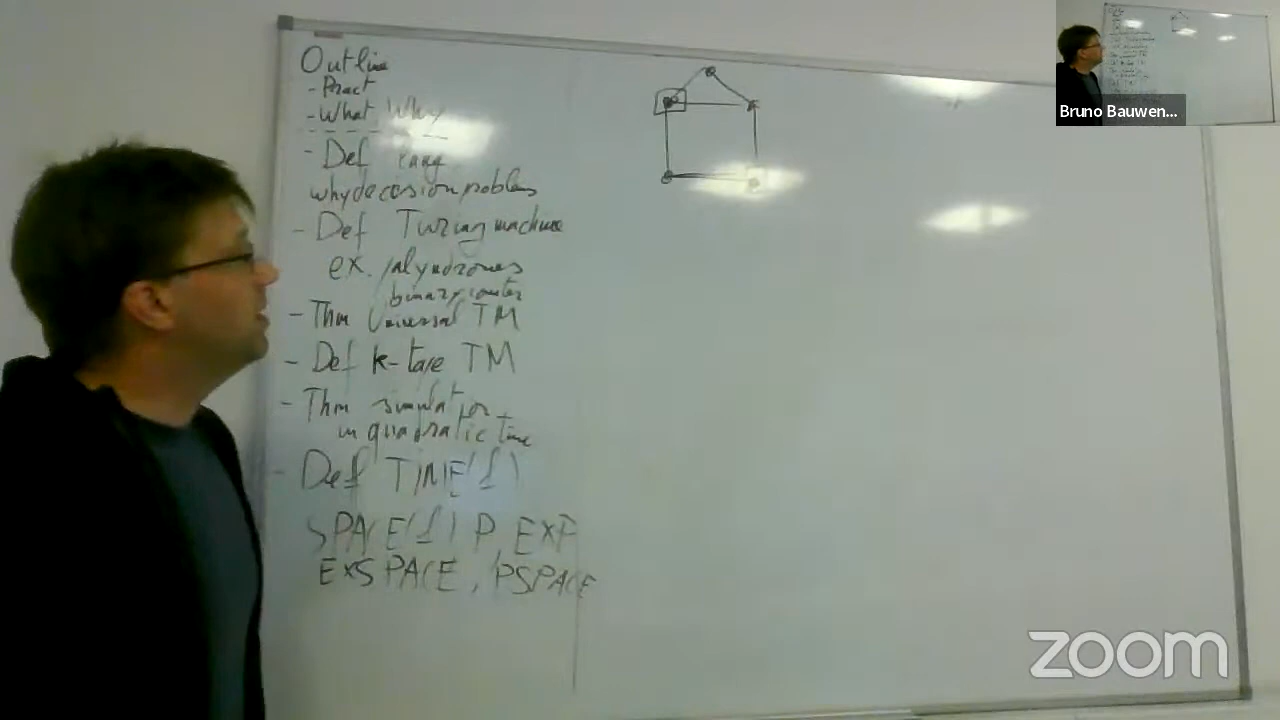 Outline
- Pract
- What Why
- Def lang
why decision problems
- Def Turing machine
ex. palyndromes
binary counter
- Thm Universal TM
- Def k-tape TM
- Thm simulation
in quadratic time
- Def TIME(f)
SPACE(f) P, EXP
EXSPACE, PSPACE
Bruno Bauwen...
zoom